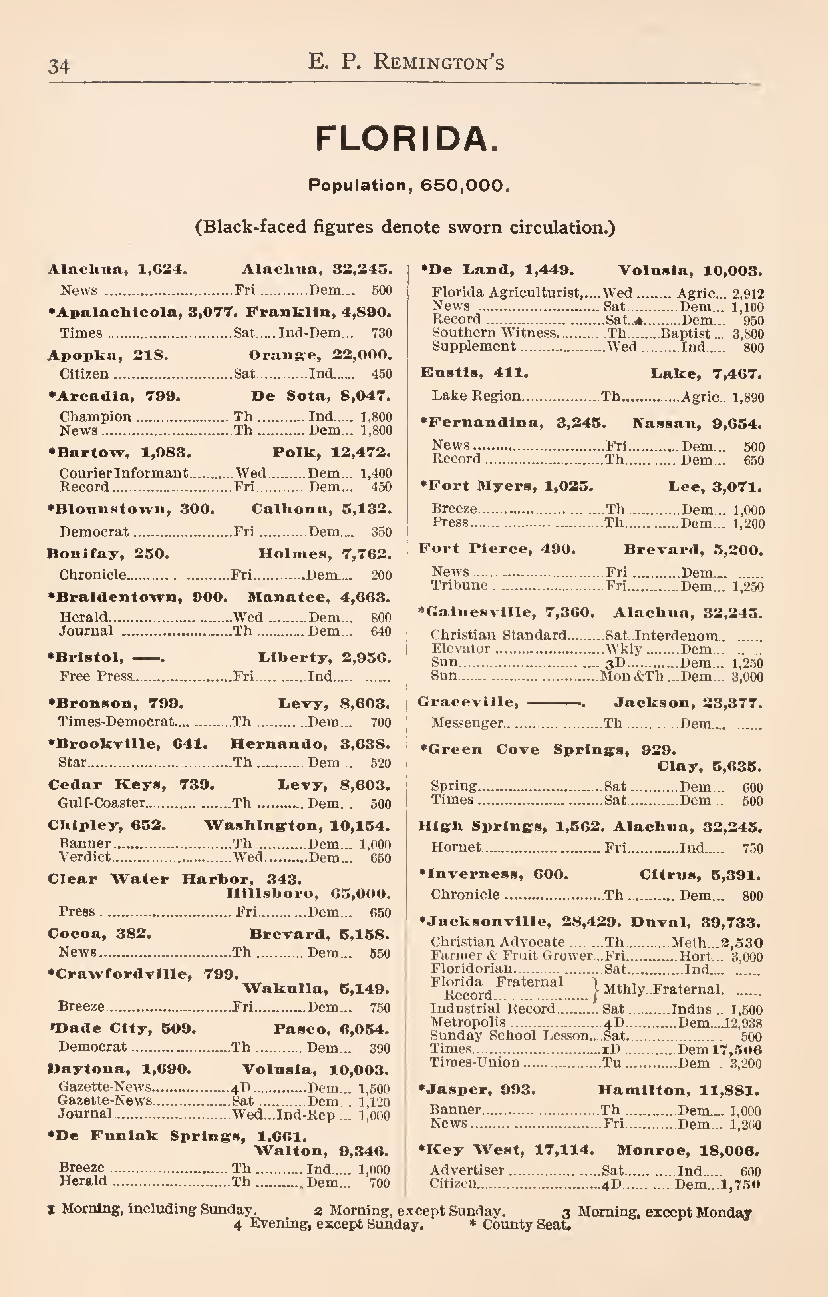 34
E. P. Remington's
FLORIDA.
Population, 650,000.
(Black-faced figures denote sworn circulation.)
Alachua, 1,624. Alachua, 32,245.
News ........ Fri ........ Dem... 500
*Apalachicola, 3,077. Franklin, 4,890.
Times ........ Sat..... Ind-Dem... 730
Apopka, 218. Orange, 22,000.
Citizen ........ Sat ........ Ind..... 450
*Arcadia, 799. De Sota, 8,047.
Champion ........ Th ........ Ind..... 1,800
News ........ Th ........ Dem... 1,800
*Bartow, 1,983. Polk, 12,472.
Courier Informant ........ Wed ........ Dem... 1,400
Record ........ Fri ........ Dem... 450
*Blounstown, 300. Calhoun, 5,132.
Democrat ........ Fri ........ Dem... 350
Bonifay, 250. Holmes, 7,762.
Chronicle ........ Fri ........ Dem... 200
*Braidentown, 900. Manatee, 4,663.
Herald ........ Wed ........ Dem... 800
Journal ........ Th ........ Dem... 640
*Bristol, ——. Liberty, 2,956.
Free Press ........ Fri ........ Ind..... ......
*Bronson, 799. Levy, 8,603.
Times-Democrat ........ Th ........ Dem... 700
*Brookville, 641. Hernando, 3,638.
Star ........ Th ........ Dem .. 520
Cedar Keys, 739. Levy, 8,603.
Gulf-Coaster ........ Th ........ Dem. . 500
Chipley, 652. Washington, 10,154.
Banner ........ Th ........ Dem... 1,000
Verdict ........ Wed ........ Dem... 650
Clear Water Harbor, 343.
Hillsboro, 65,000.
Press ........ Fri ........ Dem... 650
Cocoa, 382. Brevard, 5,158.
News ........ Th ........ Dem... 550
*Crawfordville, 799.
Wakulla, 5,149.
Breeze ........ Fri ........ Dem... 750
*Dade City, 509. Pasco, 6,054.
Democrat ........ Th ........ Dem... 390
Daytona, 1,690. Volusia, 10,003.
Gazette-News ........ 4D ........ Dem... 1,500
Gazette-News ........ Sat ........ Dem . 1,120
Journal ........ Wed... Ind-Rep ... 1,000
*De Funiak Springs, 1,661.
Walton, 9,346.
Breeze ........ Th ........ Ind..... 1,000
Herald ........ Th ........ Dem... 700
*De Land, 1,449. Volusia, 10,003.
Florida Agriculturist,.... Wed ........ Agric... 2,912
News ........ Sat ........ Dem... 1,100
Record ........ Sat ........ Dem... 950
Southern Witness ........ Th ....... Baptist... 3,800
Supplement ........ Wed ........ Ind..... 800
Eustis, 411. Lake, 7,467.
Lake Region ........ Th ........ Agric.. 1,890
*Fernandina, 3,245. Nassau, 9,654.
News ........ Fri ........ Dem... 500
Record ........ Th ........ Dem... 650
*Fort Myers, 1,025. Lee, 3,071.
Breeze ........ Th ........ Dem... 1,000
Press ........ Th ........ Dem... 1,200
Fort Pierce, 490. Brevard, 5,200.
News ........ Fri ........ Dem... ......
Tribune ........ Fri ........ Dem... 1,250
*Gainesville, 7,360. Alachua, 32,245.
Christian Standard ........ Sat..Interdenom.. ......
Elevator ........ Wkly ....... Dem... ......
Sun ........ 3D ........ Dem... 1,250
Sun ........ Mon & Th ... Dem... 3,000
Graceville, ———. Jackson, 23,377.
Messenger ........ Th ........ Dem... ......
*Green Cove Springs, 929.
Clay, 5,635.
Spring ........ Sat ........ Dem... 600
Times ........ Sat ........ Dem .. 500
High Springs, 1,562. Alachua, 32,245.
Hornet ........ Fri ........ Ind..... 750
*Inverness, 600. Citrus, 5,391.
Chronicle ........ Th ........ Dem... 800
*Jacksonville, 28,429. Duval, 39,733.
Christian Advocate ....... Th ........ Meth... 2,530
Farmer & Fruit Grower... Fri ........ Hort... 3,000
Floridorian ........ Sat ........ Ind..... ......
Florida Fraternal
Record ........ } Mthly..Fraternal. ......
Industrial Record ........ Sat ........ Indus .. 1,500
Metropolis ........ 4D ........ Dem... 12,938
Sunday School Lesson... Sat ........ 500
Times ........ 1D ........ Dem 17,506
Times-Union ........ Tu ........ Dem . 3,200
*Jasper, 993. Hamilton, 11,881.
Banner ........ Th ........ Dem... 1,000
News ........ Fri ........ Dem... 1,200
*Key West, 17,114. Monroe, 18,006.
Advertiser ........ Sat ........ Ind..... 600
Citizen ........ 4D ........ Dem... 1,750
1 Morning, including Sunday. 2 Morning, except Sunday. 3 Morning, except Monday
4 Evening, except Sunday. * County Seat.